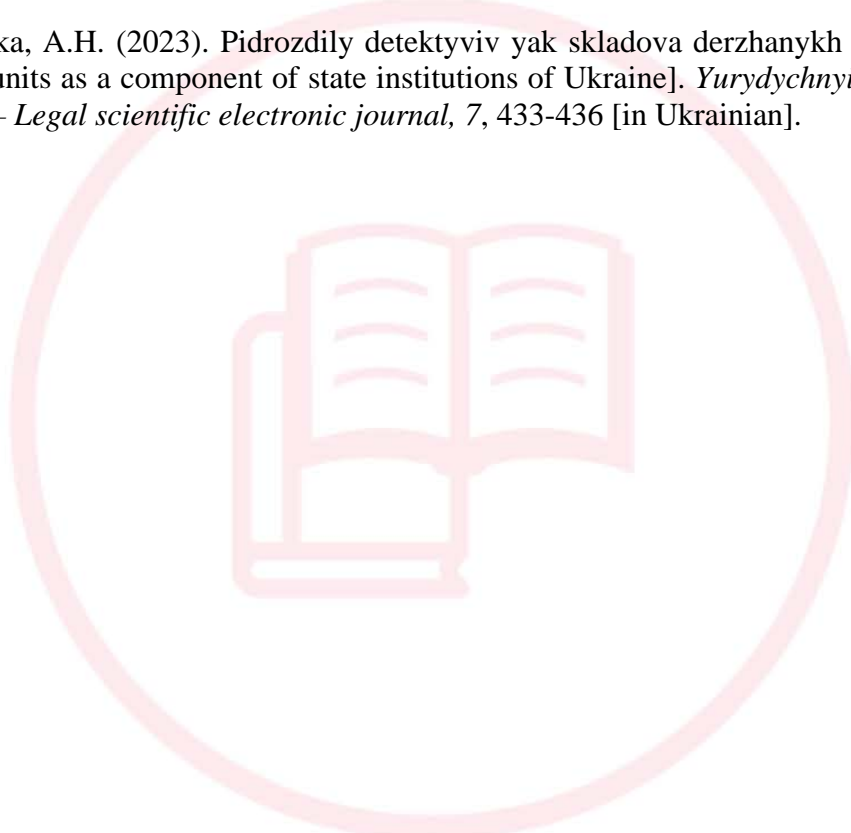 ka, A.H. (2023). Pidrozdily detektyviv yak skladova derzhanykh
units as a component of state institutions of Ukraine]. Yurydychnyi
– Legal scientific electronic journal, 7, 433-436 [in Ukrainian].